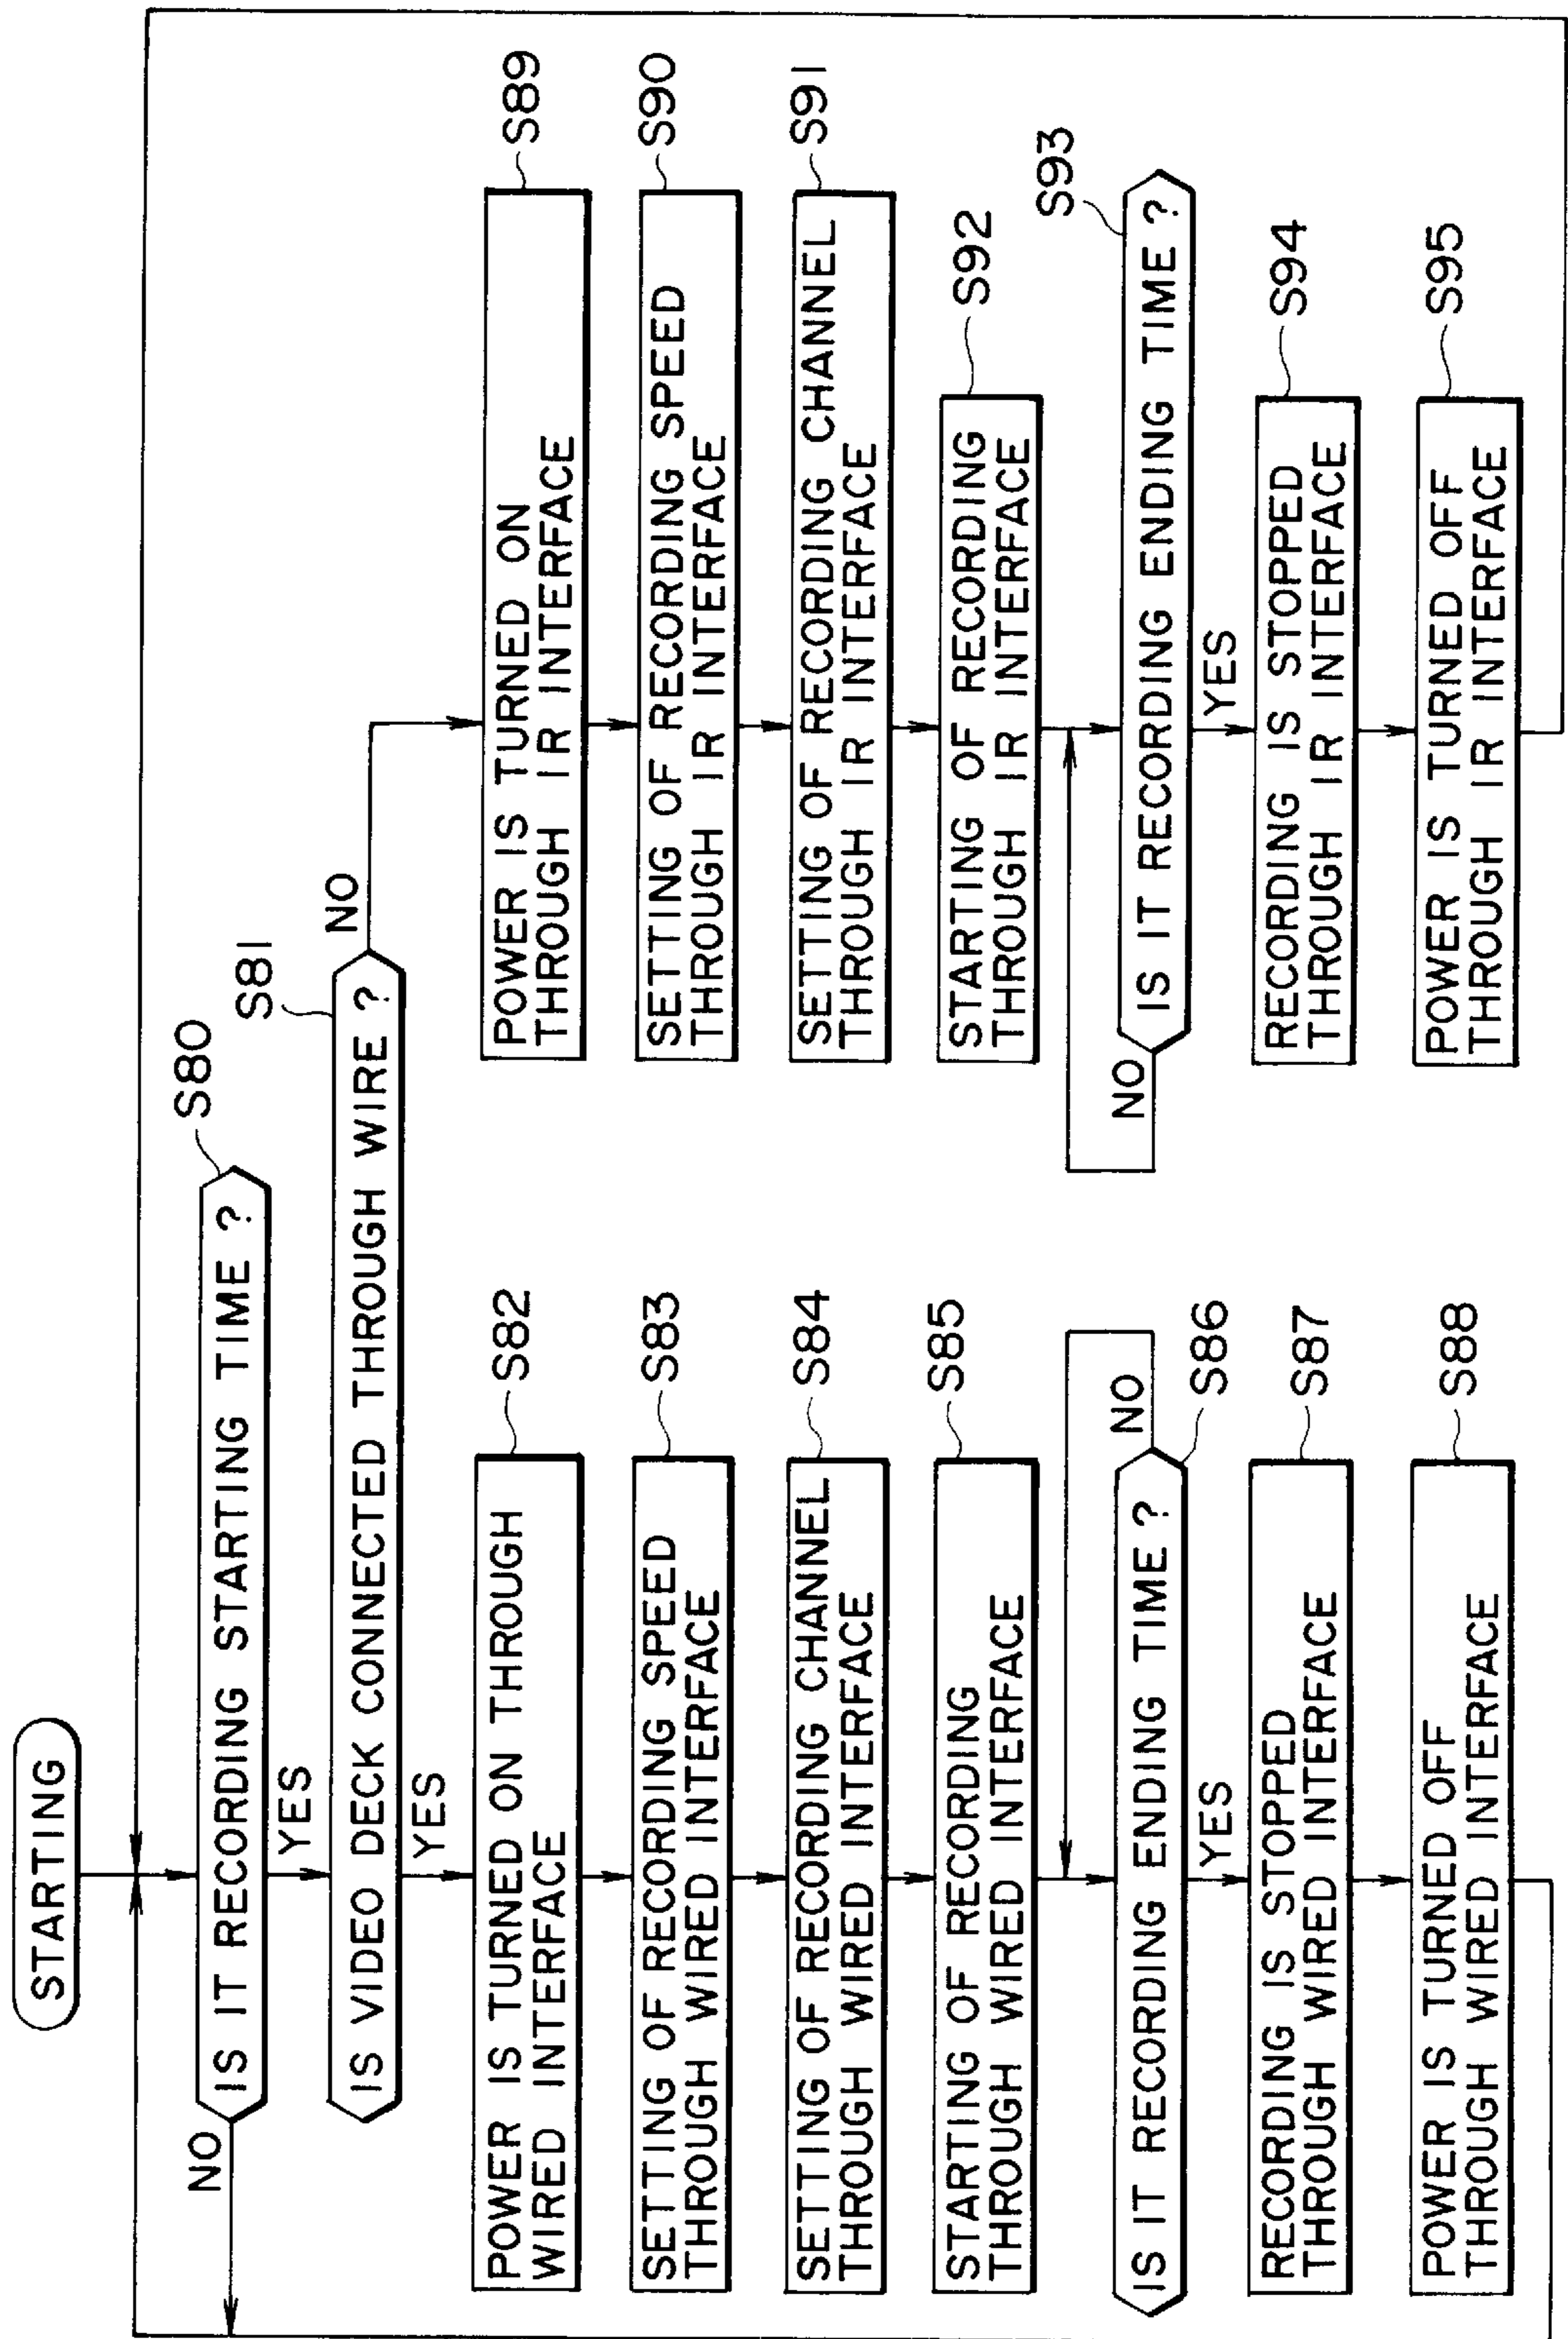 STARTING
IS IT RECORDING STARTING TIME ?
S80
NO
YES
IS VIDEO DECK CONNECTED THROUGH WIRE ?
S81
NO
YES
POWER IS TURNED ON THROUGH
WIRED INTERFACE
S82
SETTING OF RECORDING SPEED
THROUGH WIRED INTERFACE
S83
SETTING OF RECORDING CHANNEL
THROUGH WIRED INTERFACE
S84
STARTING OF RECORDING
THROUGH WIRED INTERFACE
S85
IS IT RECORDING ENDING TIME ?
NO
S86
YES
RECORDING IS STOPPED
THROUGH WIRED INTERFACE
S87
POWER IS TURNED OFF
THROUGH WIRED INTERFACE
S88
POWER IS TURNED ON
THROUGH IR INTERFACE
S89
SETTING OF RECORDING SPEED
THROUGH IR INTERFACE
S90
SETTING OF RECORDING CHANNEL
THROUGH IR INTERFACE
S91
STARTING OF RECORDING
THROUGH IR INTERFACE
S92
NO
IS IT RECORDING ENDING TIME ?
S93
YES
RECORDING IS STOPPED
THROUGH IR INTERFACE
S94
POWER IS TURNED OFF
THROUGH IR INTERFACE
S95